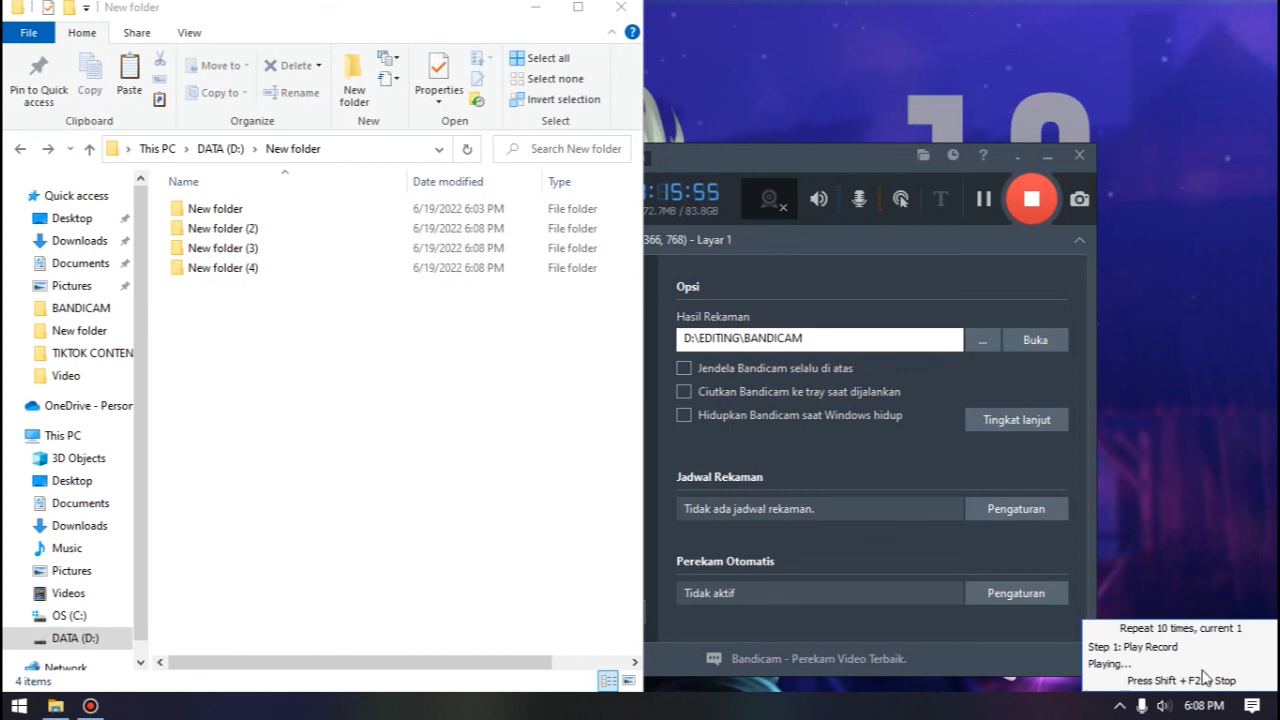 New folder
File Home Share View
Pin to Quick access
Copy
Paste
Move to
Copy to
Delete
Rename
New folder
Properties
Select all
Select none
Invert selection
Clipboard Organize New Open Select
This PC DATA (D:) New folder
Search New folder
Name Date modified Type
New folder 6/19/2022 6:03 PM File folder
New folder (2) 6/19/2022 6:08 PM File folder
New folder (3) 6/19/2022 6:08 PM File folder
New folder (4) 6/19/2022 6:08 PM File folder
Quick access
Desktop
Downloads
Documents
Pictures
BANDICAM
New folder
TIKTOK CONTEN
Video
OneDrive - Person
This PC
3D Objects
Desktop
Documents
Downloads
Music
Pictures
Videos
OS (C:)
DATA (D:)
Network
4 items
:15:55
72.7MB / 83.8GB
366, 768) - Layar 1
Opsi
Hasil Rekaman
D:\EDITING\BANDICAM
... Buka
Jendela Bandicam selalu di atas
Ciutkan Bandicam ke tray saat dijalankan
Hidupkan Bandicam saat Windows hidup
Tingkat lanjut
Jadwal Rekaman
Tidak ada jadwal rekaman. Pengaturan
Perekam Otomatis
Tidak aktif Pengaturan
Bandicam - Perekam Video Terbaik.
Repeat 10 times, current 1
Step 1: Play Record
Playing...
Press Shift + F2 Stop
6:08 PM